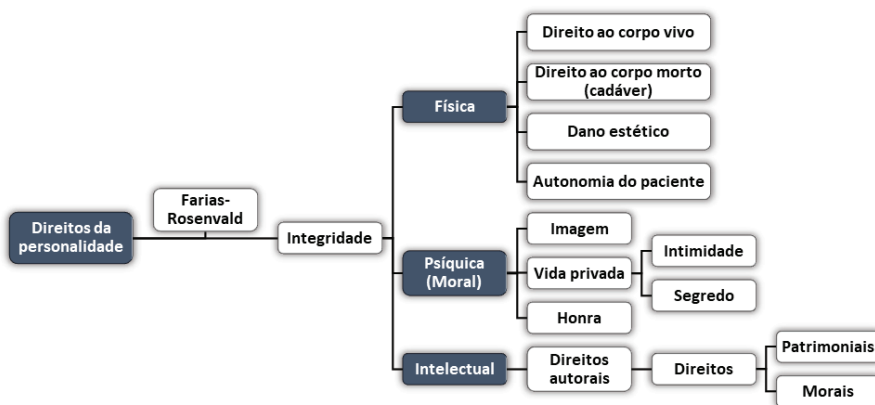 Direitos da
personalidade
Farias-
Rosenvald
Integridade
Física
Direito ao corpo vivo
Direito ao corpo morto
(cadáver)
Dano estético
Autonomia do paciente
Psíquica
(Moral)
Imagem
Vida privada
Intimidade
Segredo
Honra
Intelectual
Direitos
autorais
Direitos
Patrimoniais
Morais